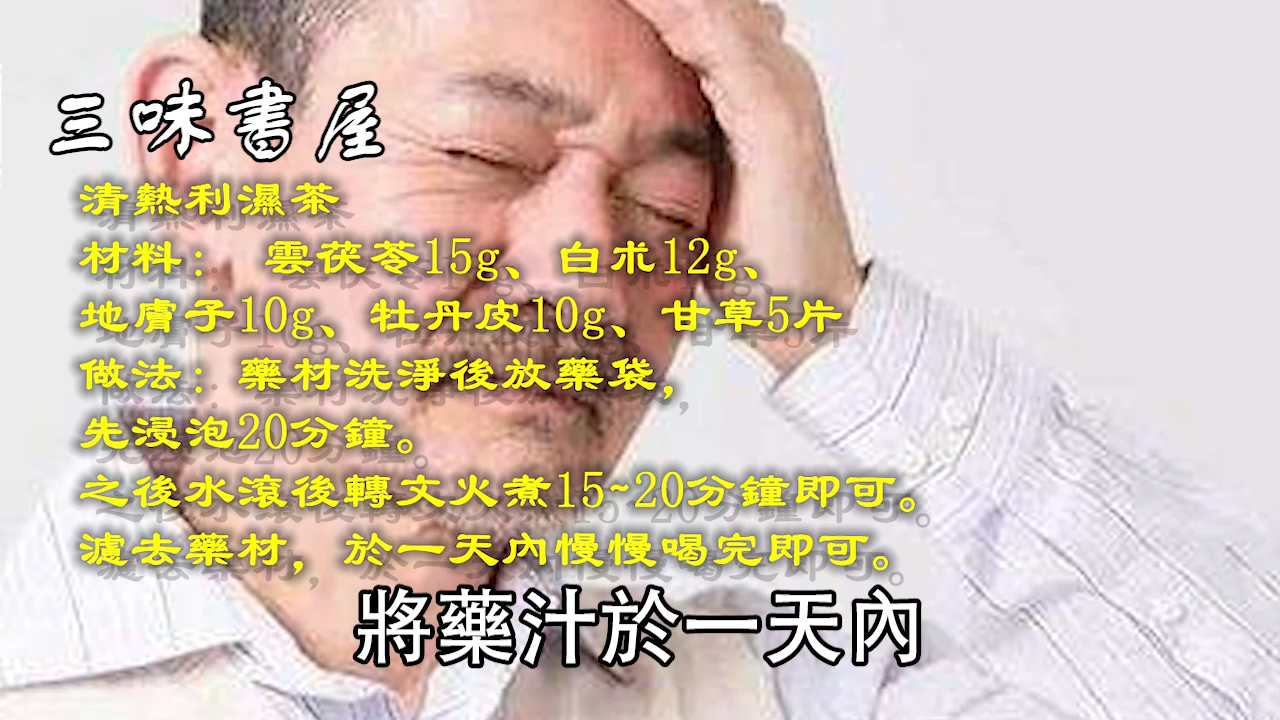 三味書屋
清熱利濕茶
材料： 雲茯苓15g、白朮12g、
地膚子10g、牡丹皮10g、甘草5片
做法：藥材洗淨後放藥袋，
先浸泡20分鐘。
之後水滾後轉文火煮15~20分鐘即可。
濾去藥材，於一天內慢慢喝完即可。
將藥汁於一天內